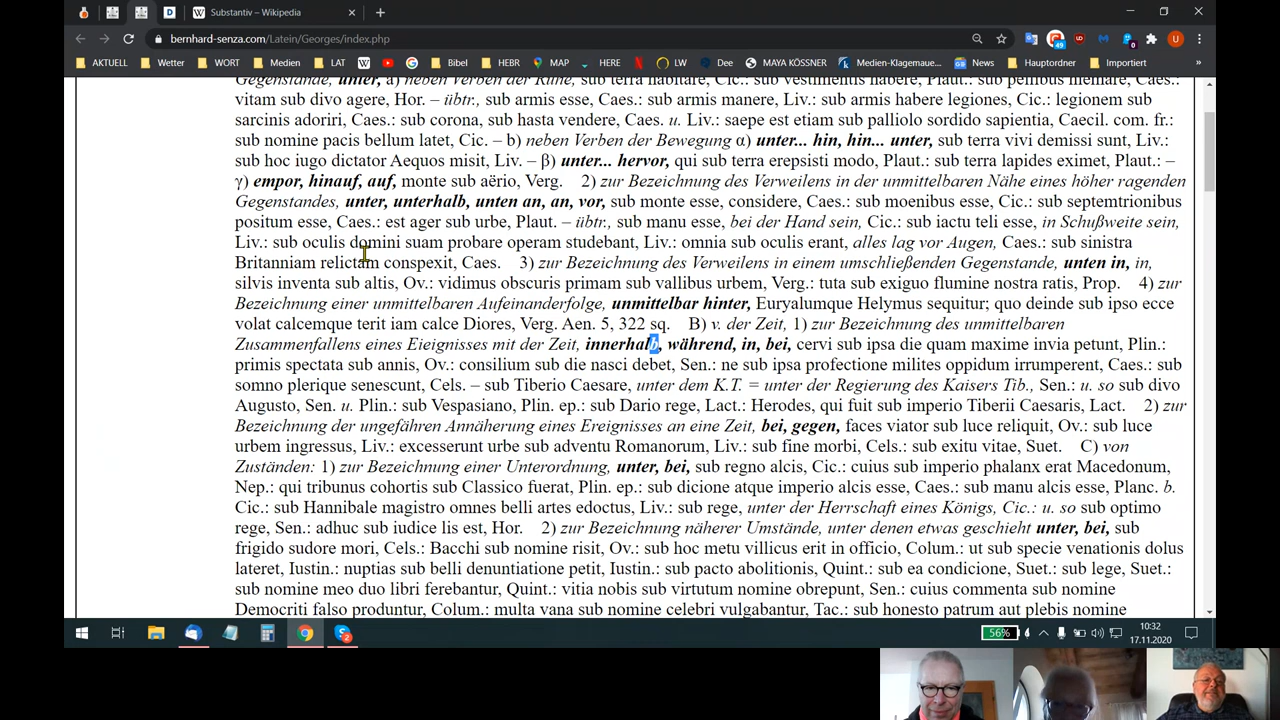 Substantiv – Wikipedia
bernhard-senza.com/Latein/Georges/index.php
AKTUELL Wetter WORT Medien LAT Bibel HEBR MAP HERE Lw Dee MAYA KÖSSNER Medien-Klagemaue... News Hauptordner Importiert
Gegenstande, unter, a) neben Verben der Ruhe, sub terra habitare, Cic.: sub vestimentis habere, Plaut.: sub pellibus hiemare, Caes.:
vitam sub divo agere, Hor. – übtr., sub armis esse, Caes.: sub armis manere, Liv.: sub armis habere legiones, Cic.: legionem sub
sarcinis adoriri, Caes.: sub corona, sub hasta vendere, Caes. u. Liv.: saepe est etiam sub palliolo sordido sapientia, Caecil. com. fr.:
sub nomine pacis bellum latet, Cic. – b) neben Verben der Bewegung α) unter... hin, hin... unter, sub terra vivi demissi sunt, Liv.:
sub hoc iugo dictator Aequos misit, Liv. – β) unter... hervor, qui sub terra erepsisti modo, Plaut.: sub terra lapides eximet, Plaut.: –
γ) empor, hinauf, auf, monte sub aërio, Verg. 2) zur Bezeichnung des Verweilens in der unmittelbaren Nähe eines höher ragenden
Gegenstandes, unter, unterhalb, unten an, an, vor, sub monte esse, considere, Caes.: sub moenibus esse, Cic.: sub septemtrionibus
positum esse, Caes.: est ager sub urbe, Plaut. – übtr., sub manu esse, bei der Hand sein, Cic.: sub iactu teli esse, in Schußweite sein,
Liv.: sub oculis domini suam probare operam studebant, Liv.: omnia sub oculis erant, alles lag vor Augen, Caes.: sub sinistra
Britanniam relictam conspexit, Caes. 3) zur Bezeichnung des Verweilens in einem umschließenden Gegenstande, unten in, in,
silvis inventa sub altis, Ov.: vidimus obscuris primam sub vallibus urbem, Verg.: tuta sub exiguo flumine nostra ratis, Prop. 4) zur
Bezeichnung einer unmittelbaren Aufeinanderfolge, unmittelbar hinter, Euryalumque Helymus sequitur; quo deinde sub ipso ecce
volat calcemque terit iam calce Diores, Verg. Aen. 5, 322 sq. B) v. der Zeit, 1) zur Bezeichnung des unmittelbaren
Zusammenfallens eines Eieignisses mit der Zeit, innerhalb, während, in, bei, cervi sub ipsa die quam maxime invia petunt, Plin.:
primis spectata sub annis, Ov.: consilium sub die nasci debet, Sen.: ne sub ipsa profectione milites oppidum irrumperent, Caes.: sub
somno plerique senescunt, Cels. – sub Tiberio Caesare, unter dem K.T. = unter der Regierung des Kaisers Tib., Sen.: u. so sub divo
Augusto, Sen. u. Plin.: sub Vespasiano, Plin. ep.: sub Dario rege, Lact.: Herodes, qui fuit sub imperio Tiberii Caesaris, Lact. 2) zur
Bezeichnung der ungefähren Annäherung eines Ereignisses an eine Zeit, bei, gegen, faces viator sub luce reliquit, Ov.: sub luce
urbem ingressus, Liv.: excesserunt urbe sub adventu Romanorum, Liv.: sub fine morbi, Cels.: sub exitu vitae, Suet. C) von
Zuständen: 1) zur Bezeichnung einer Unterordnung, unter, bei, sub regno alcis, Cic.: cuius sub imperio phalanx erat Macedonum,
Nep.: qui tribunus cohortis sub Classico fuerat, Plin. ep.: sub dicione atque imperio alcis esse, Caes.: sub manu alcis esse, Planc. b.
Cic.: sub Hannibale magistro omnes belli artes edoctus, Liv.: sub rege, unter der Herrschaft eines Königs, Cic.: u. so sub optimo
rege, Sen.: adhuc sub iudice lis est, Hor. 2) zur Bezeichnung näherer Umstände, unter denen etwas geschieht unter, bei, sub
frigido sudore mori, Cels.: Bacchi sub nomine risit, Ov.: sub hoc metu villicus erit in officio, Colum.: ut sub specie venationis dolus
lateret, Iustin.: nuptias sub belli denuntiatione petit, Iustin.: sub pacto abolitionis, Quint.: sub ea condicione, Suet.: sub lege, Suet.:
sub nomine meo duo libri ferebantur, Quint.: vitia nobis sub virtutum nomine obrepunt, Sen.: cuius commenta sub nomine
Democriti falso produntur, Colum.: multa vana sub nomine celebri vulgabantur, Tac.: sub honesto patrum aut plebis nomine
56% 10:32
17.11.2020